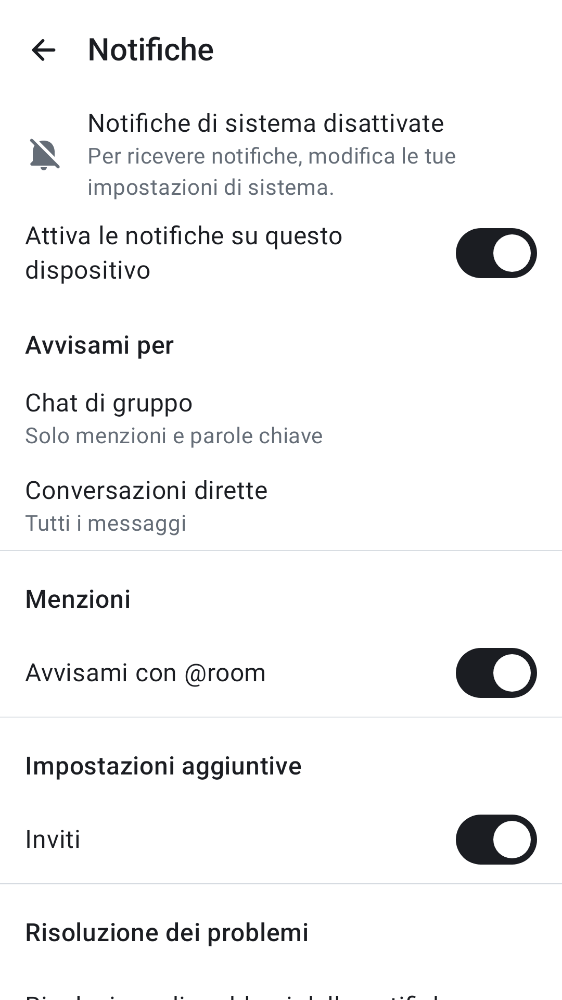 Notifiche
Notifiche di sistema disattivate
Per ricevere notifiche, modifica le tue
impostazioni di sistema.
Attiva le notifiche su questo
dispositivo
Avvisami per
Chat di gruppo
Solo menzioni e parole chiave
Conversazioni dirette
Tutti i messaggi
Menzioni
Avvisami con @room
Impostazioni aggiuntive
Inviti
Risoluzione dei problemi